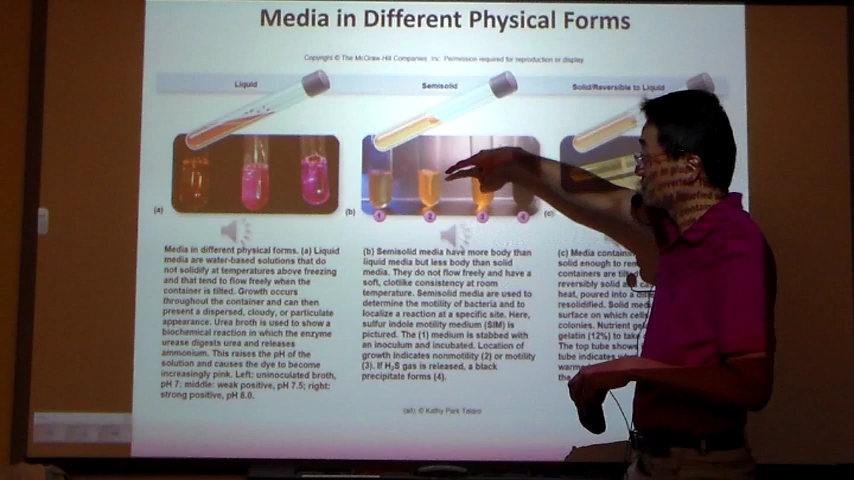 Media in Different Physical Forms
Copyright © The McGraw-Hill Companies, Inc. Permission required for reproduction or display
Liquid
Semisolid
Solid/Reversible to Liquid
(a)
(b)
(c)
1
2
3
4
Media in different physical forms. (a) Liquid
media are water-based solutions that do
not solidify at temperatures above freezing
and that tend to flow freely when the
container is tilted. Growth occurs
throughout the container and can then
present a dispersed, cloudy, or particulate
appearance. Urea broth is used to show a
biochemical reaction in which the enzyme
urease digests urea and releases
ammonium. This raises the pH of the
solution and causes the dye to become
increasingly pink. Left: uninoculated broth,
pH 7; middle: weak positive, pH 7.5; right:
strong positive, pH 8.0.
(b) Semisolid media have more body than
liquid media but less body than solid
media. They do not flow freely and have a
soft, clotlike consistency at room
temperature. Semisolid media are used to
determine the motility of bacteria and to
localize a reaction at a specific site. Here,
sulfur indole motility medium (SIM) is
pictured. The (1) medium is stabbed with
an inoculum and incubated. Location of
growth indicates nonmotility (2) or motility
(3). If H₂S gas is released, a black
precipitate forms (4).
(c) Media
solid enough to
containers are
reversibly solid
heat, poured into a
resolidified. Solid
surface on which
colonies. Nutrient
gelatin (12%) to
The top tube
tube indicates
the
(all): © Kathy Park Talaro